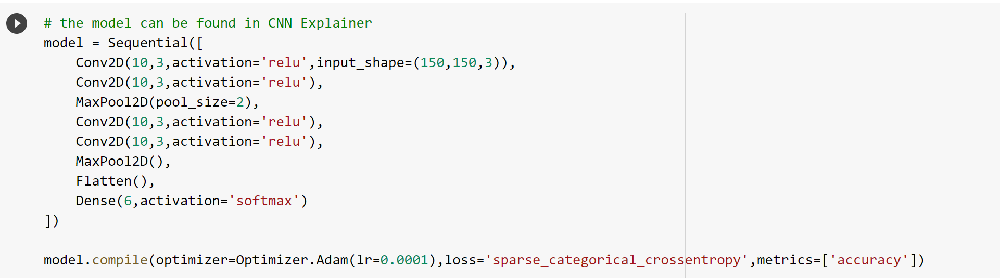 # the model can be found in CNN Explainer
model = Sequential([
    Conv2D(10,3,activation='relu',input_shape=(150,150,3)),
    Conv2D(10,3,activation='relu'),
    MaxPool2D(pool_size=2),
    Conv2D(10,3,activation='relu'),
    Conv2D(10,3,activation='relu'),
    MaxPool2D(),
    Flatten(),
    Dense(6,activation='softmax')
])
model.compile(optimizer=Optimizer.Adam(lr=0.0001),loss='sparse_categorical_crossentropy',metrics=['accuracy'])